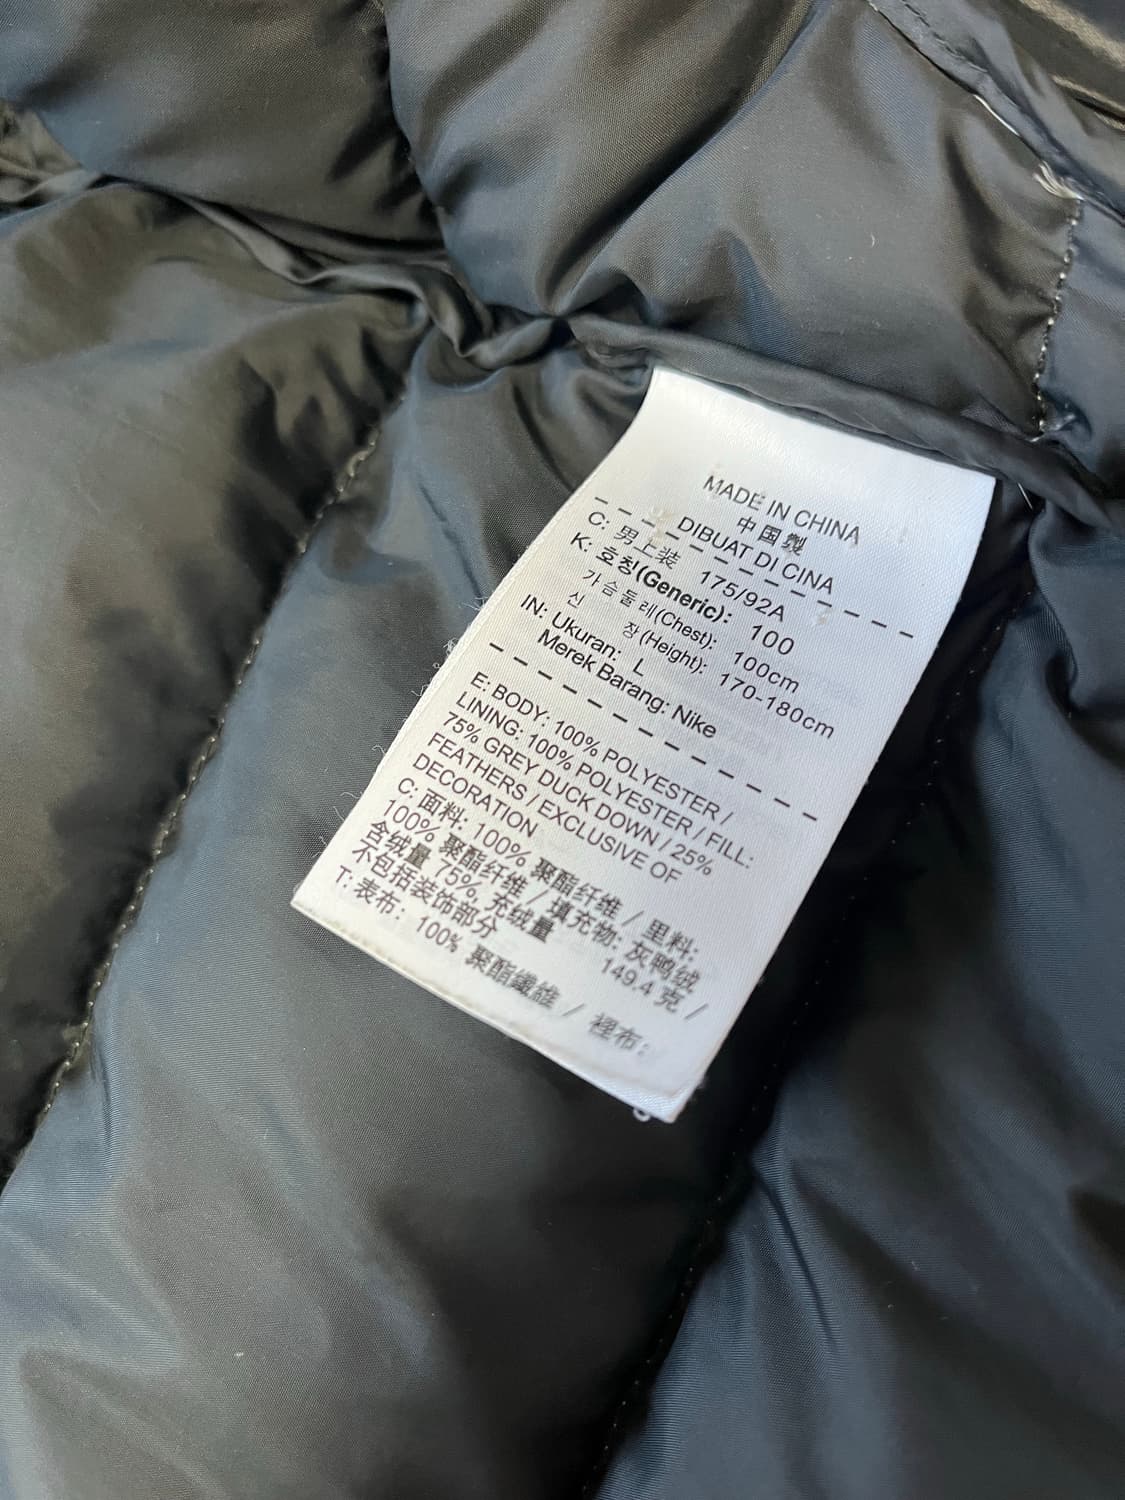 MADE IN CHINA
中国製
DIBUAT DI CINA
C: 男上装 175/92A
K: 호칭(Generic): 100
가슴둘레(Chest): 100cm
신 장(Height): 170-180cm
IN: Ukuran: L
Merek Barang: Nike
E: BODY: 100% POLYESTER /
LINING: 100% POLYESTER / FILL:
75% GREY DUCK DOWN / 25%
FEATHERS / EXCLUSIVE OF
DECORATION
C: 面料: 100% 聚酯纤维 / 里料:
100% 聚酯纤维 / 填充物: 灰鸭绒
含绒量 75%, 充绒量 149.4 克 /
不包括装饰部分
T: 表布: 100% 聚酯纖維 / 裡布: